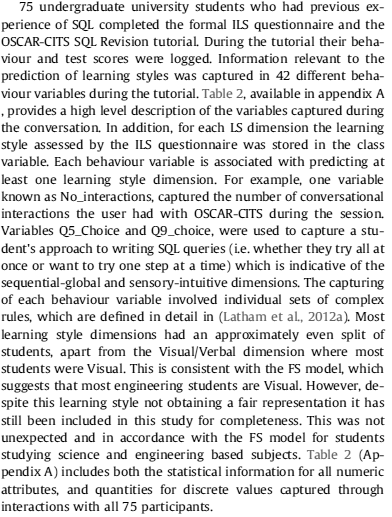 75 undergraduate university students who had previous ex-
perience of SQL completed the formal ILS questionnaire and the
OSCAR-CITS SQL Revision tutorial. During the tutorial their beha-
viour and test scores were logged. Information relevant to the
prediction of learning styles was captured in 42 different beha-
viour variables during the tutorial. Table 2, available in appendix A
, provides a high level description of the variables captured during
the conversation. In addition, for each LS dimension the learning
style assessed by the ILS questionnaire was stored in the class
variable. Each behaviour variable is associated with predicting at
least one learning style dimension. For example, one variable
known as No_interactions, captured the number of conversational
interactions the user had with OSCAR-CITS during the session.
Variables Q5_Choice and Q9_choice, were used to capture a stu-
dent's approach to writing SQL queries (i.e. whether they try all at
once or want to try one step at a time) which is indicative of the
sequential-global and sensory-intuitive dimensions. The capturing
of each behaviour variable involved individual sets of complex
rules, which are defined in detail in (Latham et al., 2012a). Most
learning style dimensions had an approximately even split of
students, apart from the Visual/Verbal dimension where most
students were Visual. This is consistent with the FS model, which
suggests that most engineering students are Visual. However, de-
spite this learning style not obtaining a fair representation it has
still been included in this study for completeness. This was not
unexpected and in accordance with the FS model for students
studying science and engineering based subjects. Table 2 (Ap-
pendix A) includes both the statistical information for all numeric
attributes, and quantities for discrete values captured through
interactions with all 75 participants.